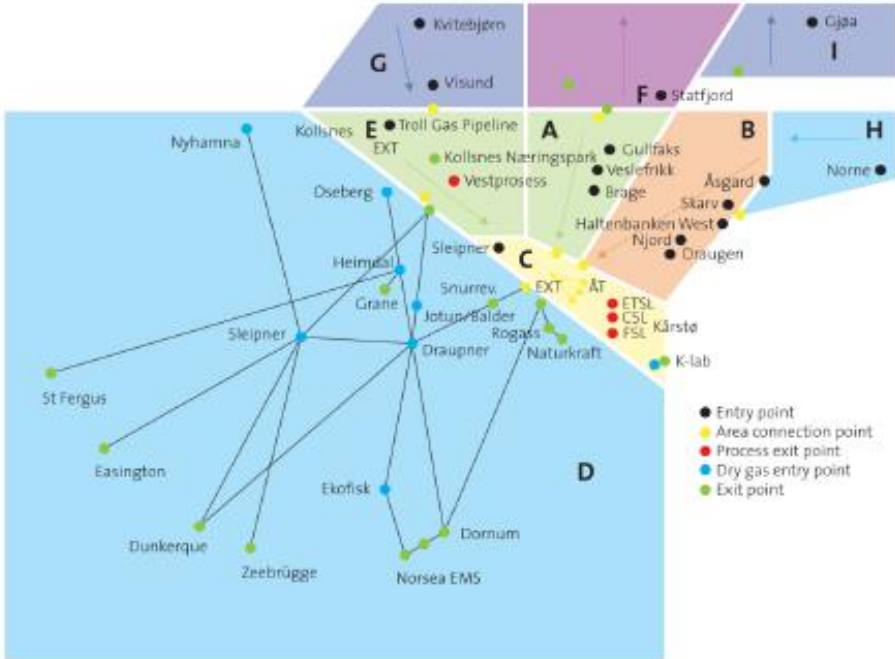 Kvitebjørn
Gjøa
G
I
Visund
F
Statfjord
Nyhamna
Kollsnes
E
Troll Gas Pipeline
EXT
A
B
H
Gullfaks
Kollsnes Næringspark
Veslefrikk
Norne
Vestprosess
Brage
Åsgard
Oseberg
Skarv
Haltenbanken West
Njord
Draugen
Sleipner
C
Heimdal
Snurrev.
EXT
ÅT
Grane
Jotun/Balder
ETSL
CSL
Kårstø
FSL
Sleipner
Rogass
Draupner
Naturkraft
K-lab
St Fergus
Entry point
Area connection point
Process exit point
Dry gas entry point
Exit point
Easington
D
Ekofisk
Dornum
Dunkerque
Zeebrügge
Norsea EMS